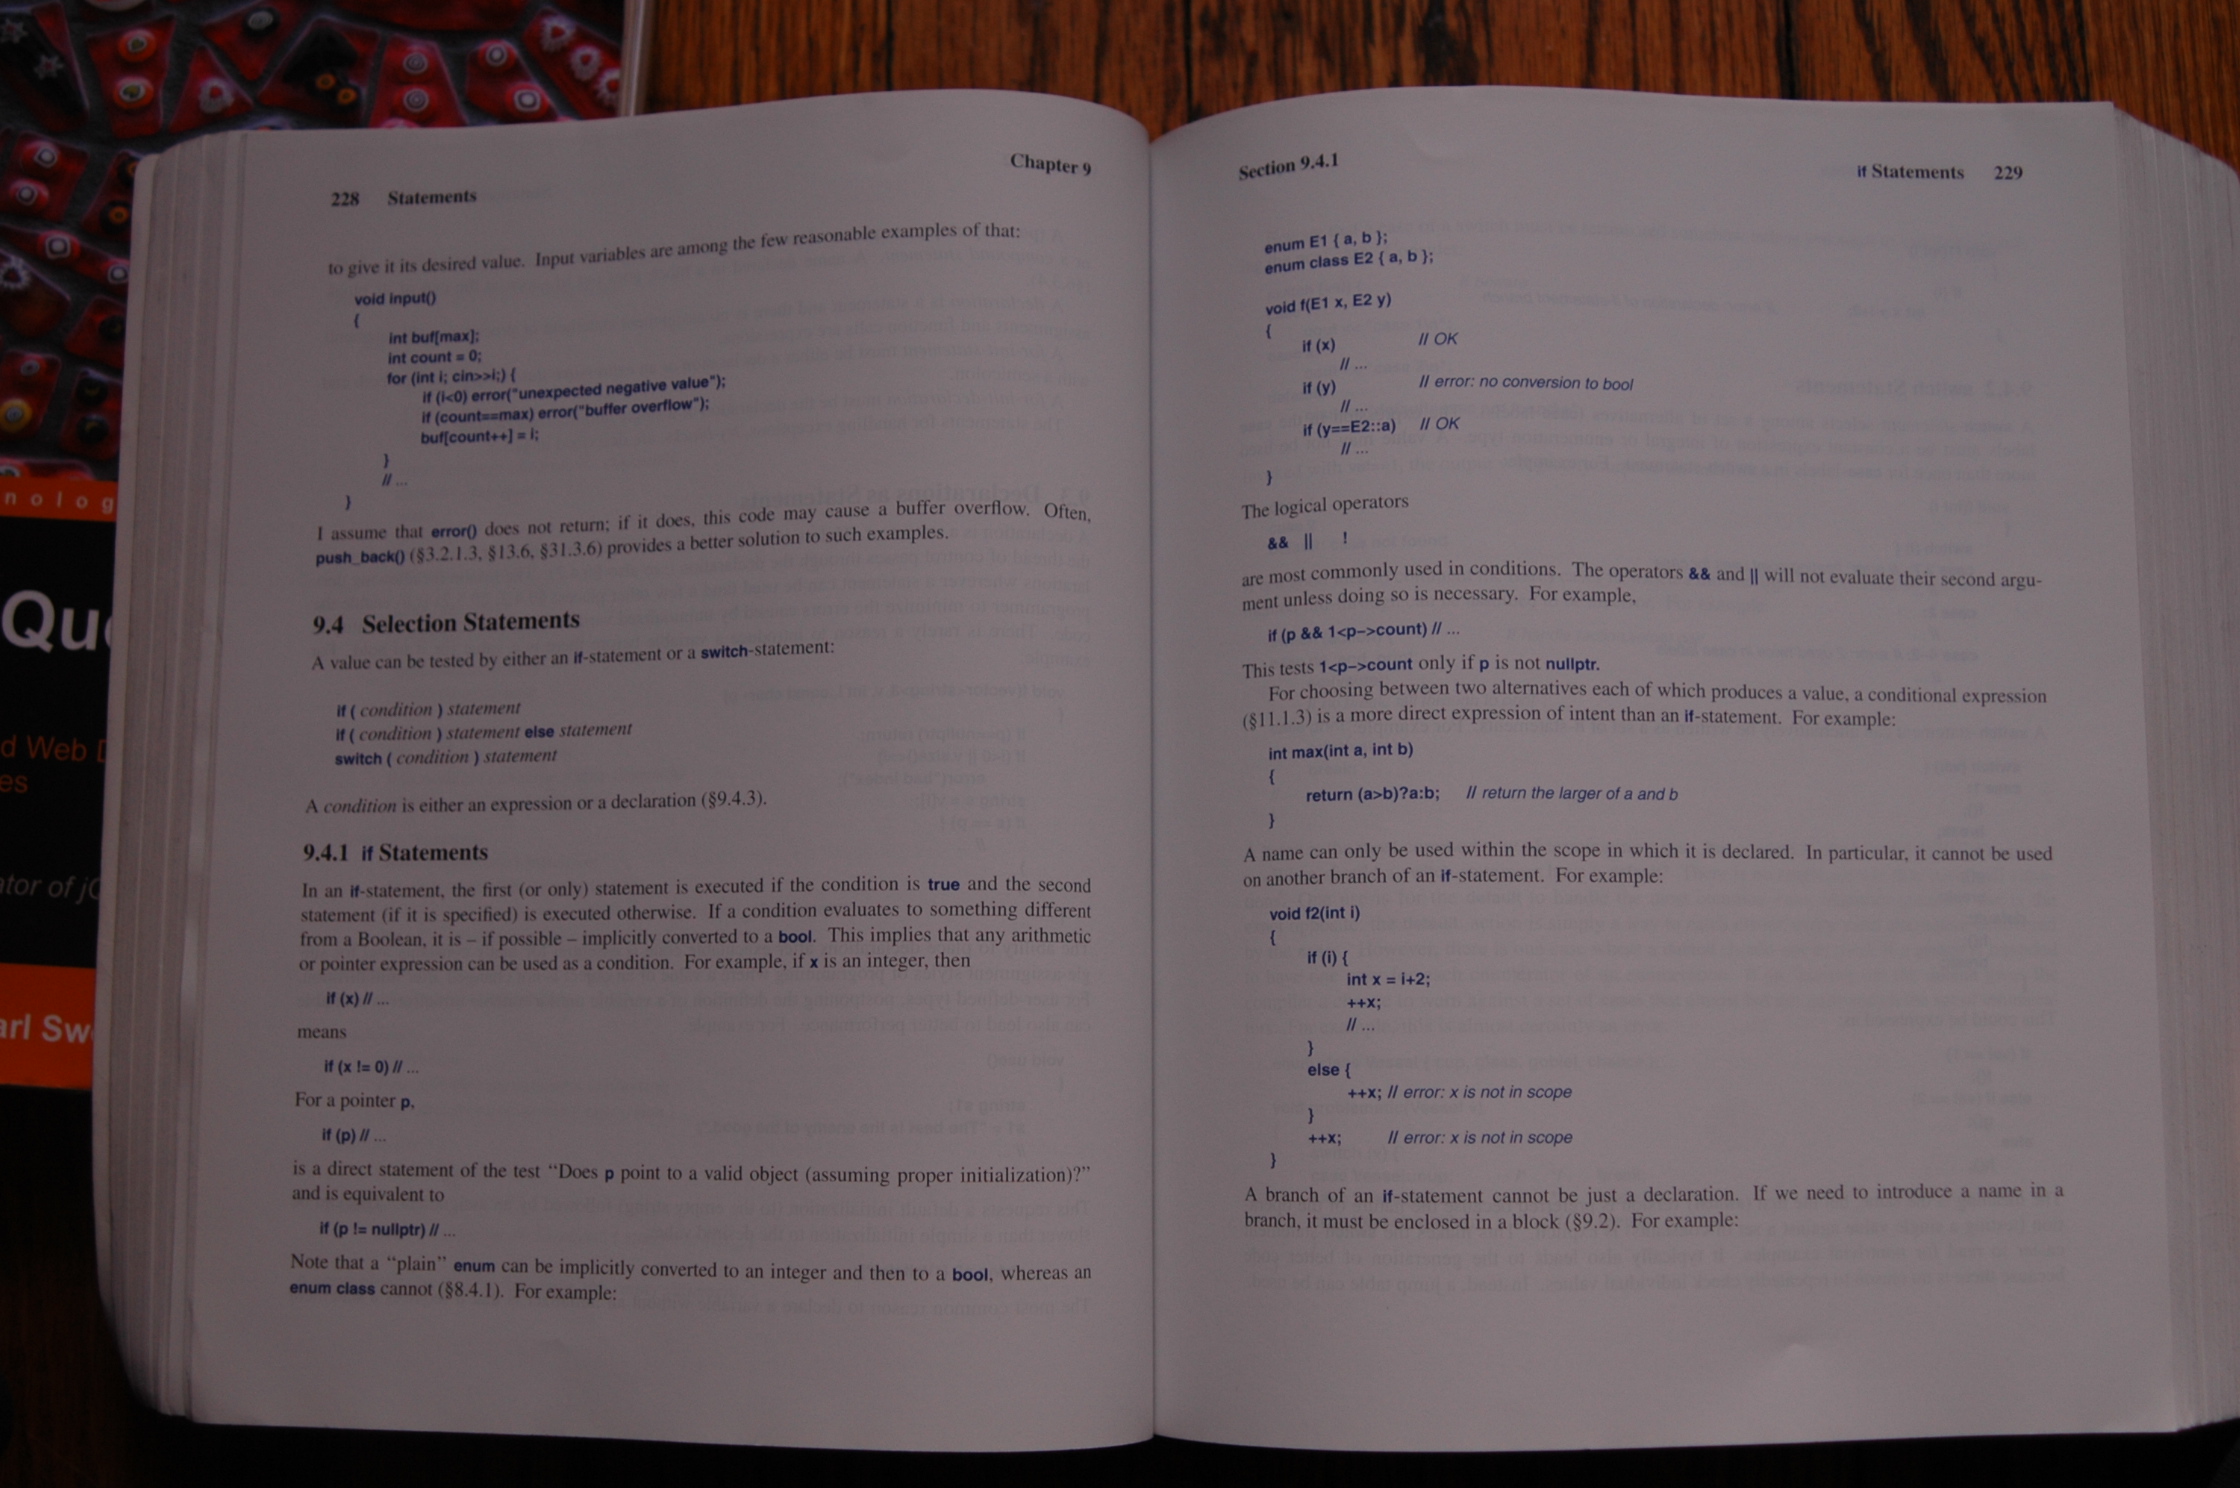 228 Statements Chapter 9
to give it its desired value. Input variables are among the few reasonable examples of that:
void input()
{
int buf[max];
int count = 0;
for (int i; cin>>i;) {
if (i<0) error("unexpected negative value");
if (count==max) error("buffer overflow");
buf[count++] = i;
}
// ...
}
I assume that error() does not return; if it does, this code may cause a buffer overflow. Often,
push_back() (§3.2.1.3, §13.6, §31.3.6) provides a better solution to such examples.
9.4 Selection Statements
A value can be tested by either an if-statement or a switch-statement:
if ( condition ) statement
if ( condition ) statement else statement
switch ( condition ) statement
A condition is either an expression or a declaration (§9.4.3).
9.4.1 if Statements
In an if-statement, the first (or only) statement is executed if the condition is true and the second
statement (if it is specified) is executed otherwise. If a condition evaluates to something different
from a Boolean, it is – if possible – implicitly converted to a bool. This implies that any arithmetic
or pointer expression can be used as a condition. For example, if x is an integer, then
if (x) // ...
means
if (x != 0) // ...
For a pointer p,
if (p) // ...
is a direct statement of the test “Does p point to a valid object (assuming proper initialization)?”
and is equivalent to
if (p != nullptr) // ...
Note that a “plain” enum can be implicitly converted to an integer and then to a bool, whereas an
enum class cannot (§8.4.1). For example:
Section 9.4.1 if Statements 229
enum E1 { a, b };
enum class E2 { a, b };
void f(E1 x, E2 y)
{
if (x) // OK
// ...
if (y) // error: no conversion to bool
// ...
if (y==E2::a) // OK
// ...
}
The logical operators
&& || !
are most commonly used in conditions. The operators && and || will not evaluate their second argu-
ment unless doing so is necessary. For example,
if (p && 1<p->count) // ...
This tests 1<p->count only if p is not nullptr.
For choosing between two alternatives each of which produces a value, a conditional expression
(§11.1.3) is a more direct expression of intent than an if-statement. For example:
int max(int a, int b)
{
return (a>b)?a:b; // return the larger of a and b
}
A name can only be used within the scope in which it is declared. In particular, it cannot be used
on another branch of an if-statement. For example:
void f2(int i)
{
if (i) {
int x = i+2;
++x;
// ...
}
else {
++x; // error: x is not in scope
}
++x; // error: x is not in scope
}
A branch of an if-statement cannot be just a declaration. If we need to introduce a name in a
branch, it must be enclosed in a block (§9.2). For example:
nolog
Qu
d Web D
es
tor of jQ
arl Sw